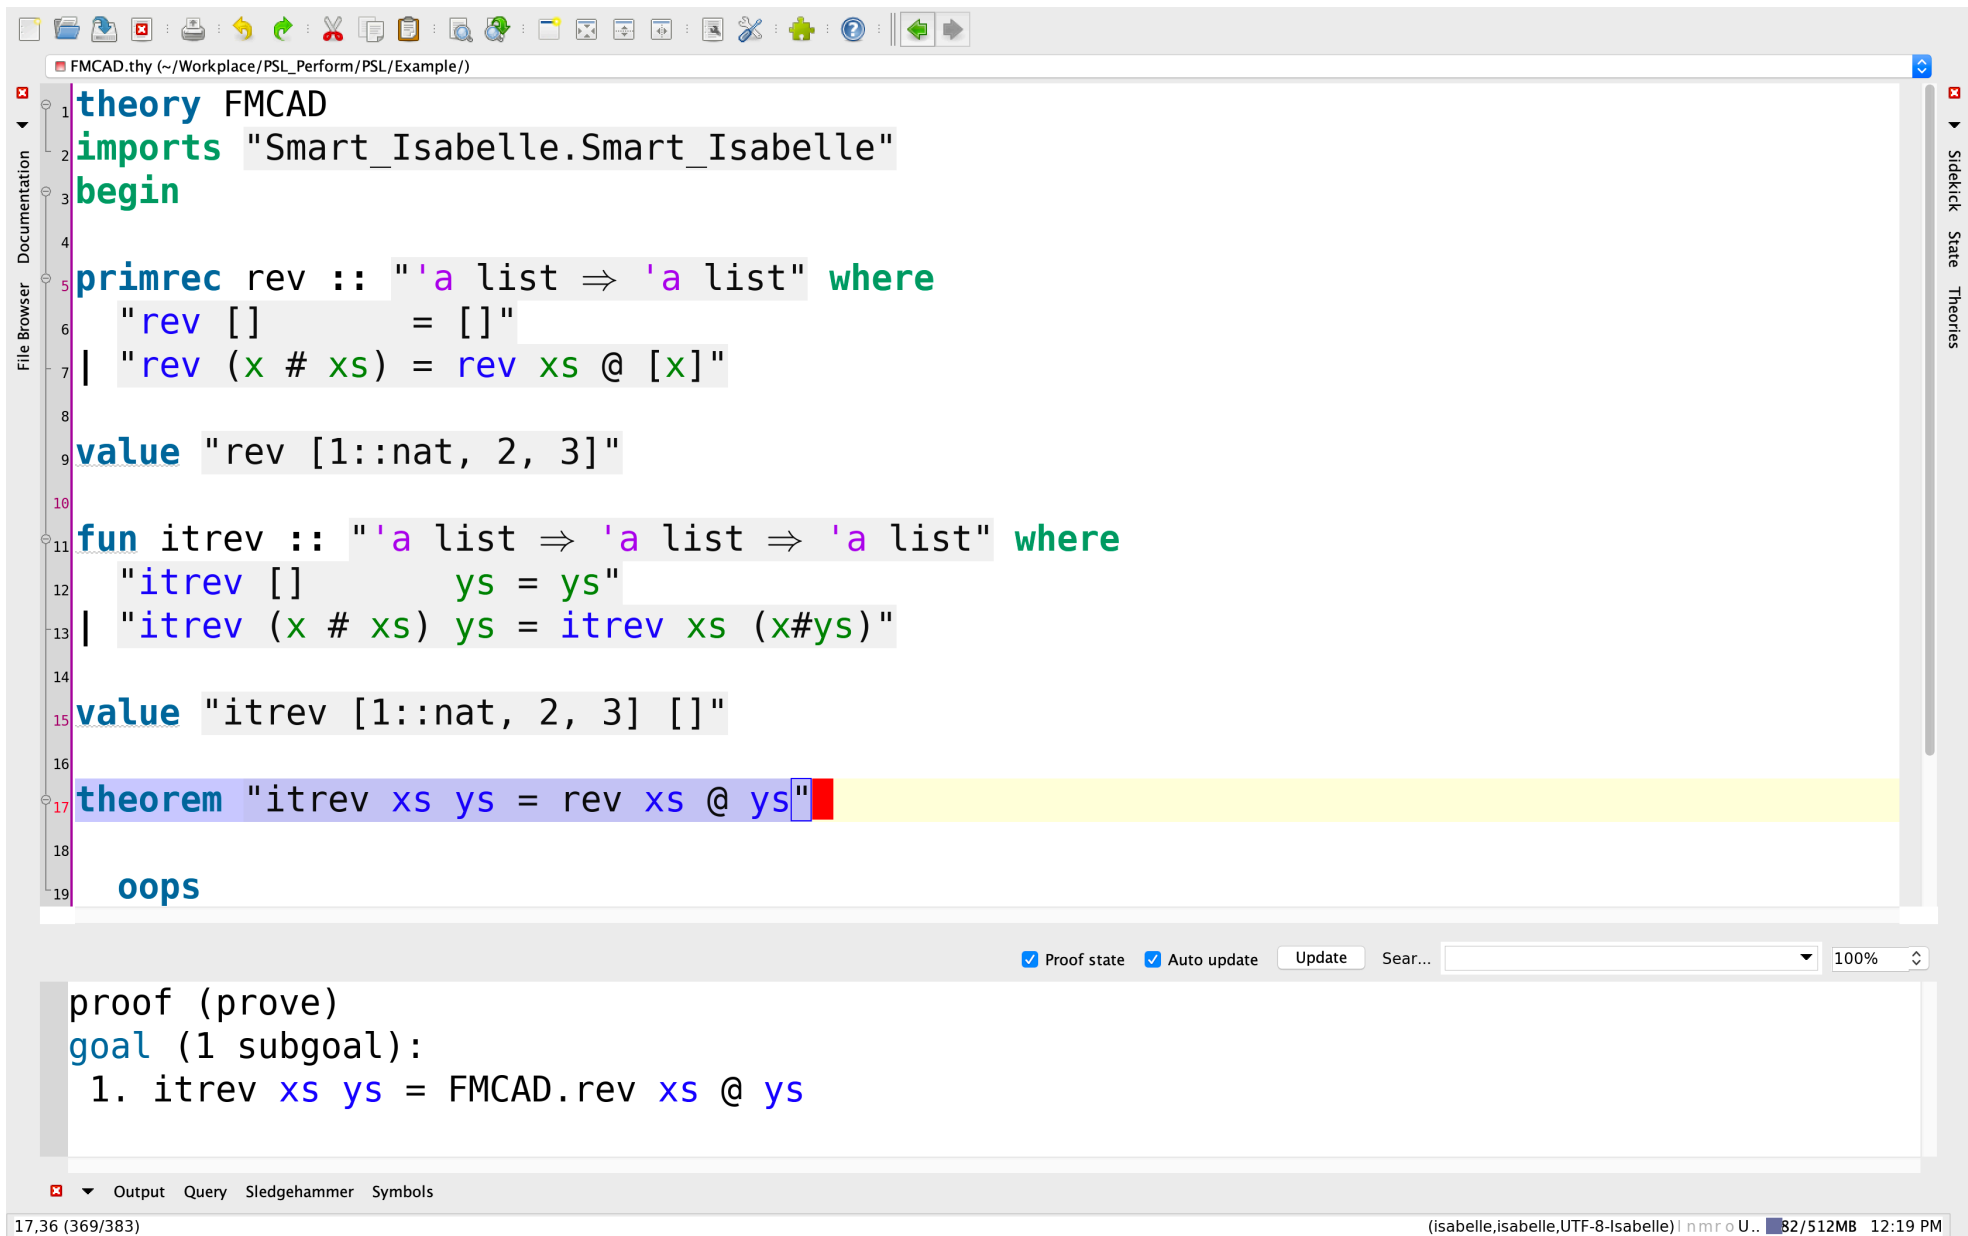 FMCAD.thy (~/Workplace/PSL_Perform/PSL/Example/)
File Browser Documentation
Sidekick State Theories
1 theory FMCAD
2 imports "Smart_Isabelle.Smart_Isabelle"
3 begin
4
5 primrec rev :: "'a list ⇒ 'a list" where
6 "rev [] = []"
7 | "rev (x # xs) = rev xs @ [x]"
8
9 value "rev [1::nat, 2, 3]"
10
11 fun itrev :: "'a list ⇒ 'a list ⇒ 'a list" where
12 "itrev [] ys = ys"
13 | "itrev (x # xs) ys = itrev xs (x#ys)"
14
15 value "itrev [1::nat, 2, 3] []"
16
17 theorem "itrev xs ys = rev xs @ ys"
18
19 oops
Proof state Auto update Update Sear... 100%
proof (prove)
goal (1 subgoal):
1. itrev xs ys = FMCAD.rev xs @ ys
Output Query Sledgehammer Symbols
17,36 (369/383) (isabelle,isabelle,UTF-8-Isabelle) n m r o U.. 82/512MB 12:19 PM